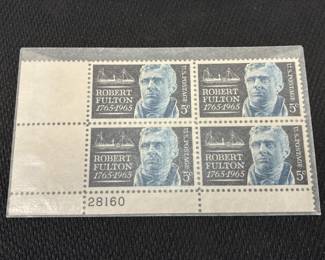 ROBERT
FULTON
1765-1965
U.S. POSTAGE
5¢
ROBERT
FULTON
1765-1965
U.S. POSTAGE
5¢
ROBERT
FULTON
1765-1965
U.S. POSTAGE
5¢
ROBERT
FULTON
1765-1965
U.S. POSTAGE
5¢
28160